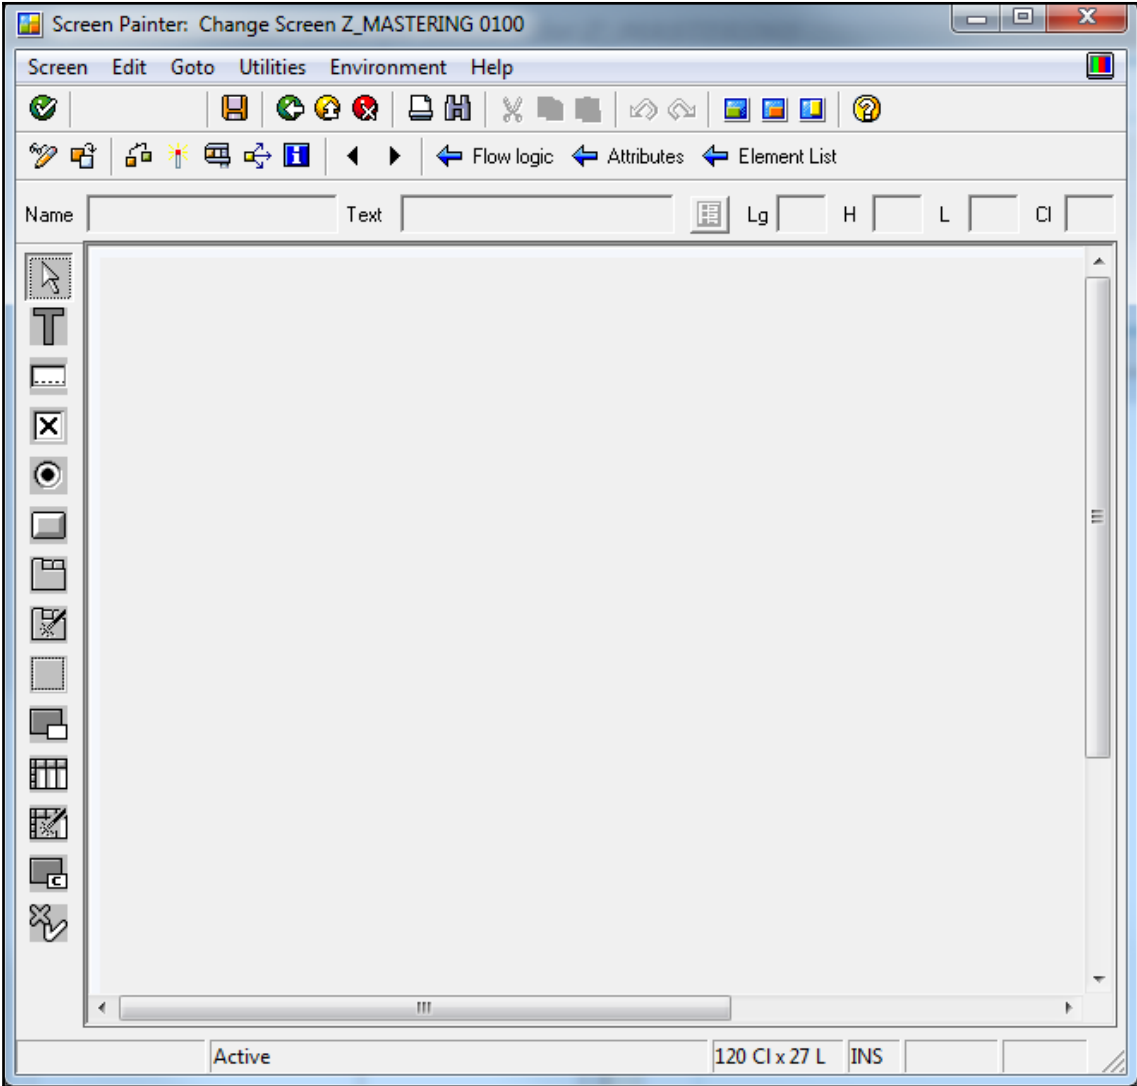 Screen Painter: Change Screen Z_MASTERING 0100
Screen Edit Goto Utilities Environment Help
Flow logic Attributes Element List
Name Text Lg H L Cl
Active 120 Cl x 27 L INS